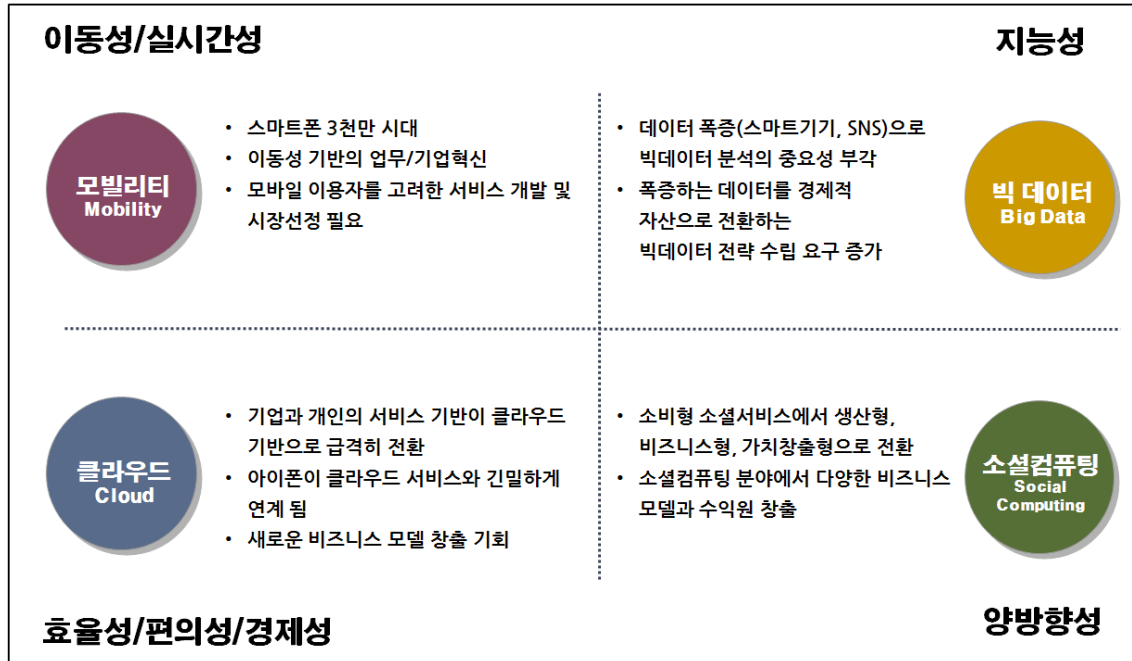 이동성/실시간성
지능성
모빌리티
Mobility
• 스마트폰 3천만 시대
• 이동성 기반의 업무/기업혁신
• 모바일 이용자를 고려한 서비스 개발 및
시장선정 필요
• 데이터 폭증(스마트기기, SNS)으로
빅데이터 분석의 중요성 부각
• 폭증하는 데이터를 경제적
자산으로 전환하는
빅데이터 전략 수립 요구 증가
빅 데이터
Big Data
클라우드
Cloud
• 기업과 개인의 서비스 기반이 클라우드
기반으로 급격히 전환
• 아이폰이 클라우드 서비스와 긴밀하게
연계 됨
• 새로운 비즈니스 모델 창출 기회
• 소비형 소셜서비스에서 생산형,
비즈니스형, 가치창출형으로 전환
• 소셜컴퓨팅 분야에서 다양한 비즈니스
모델과 수익원 창출
소셜컴퓨팅
Social
Computing
효율성/편의성/경제성
양방향성